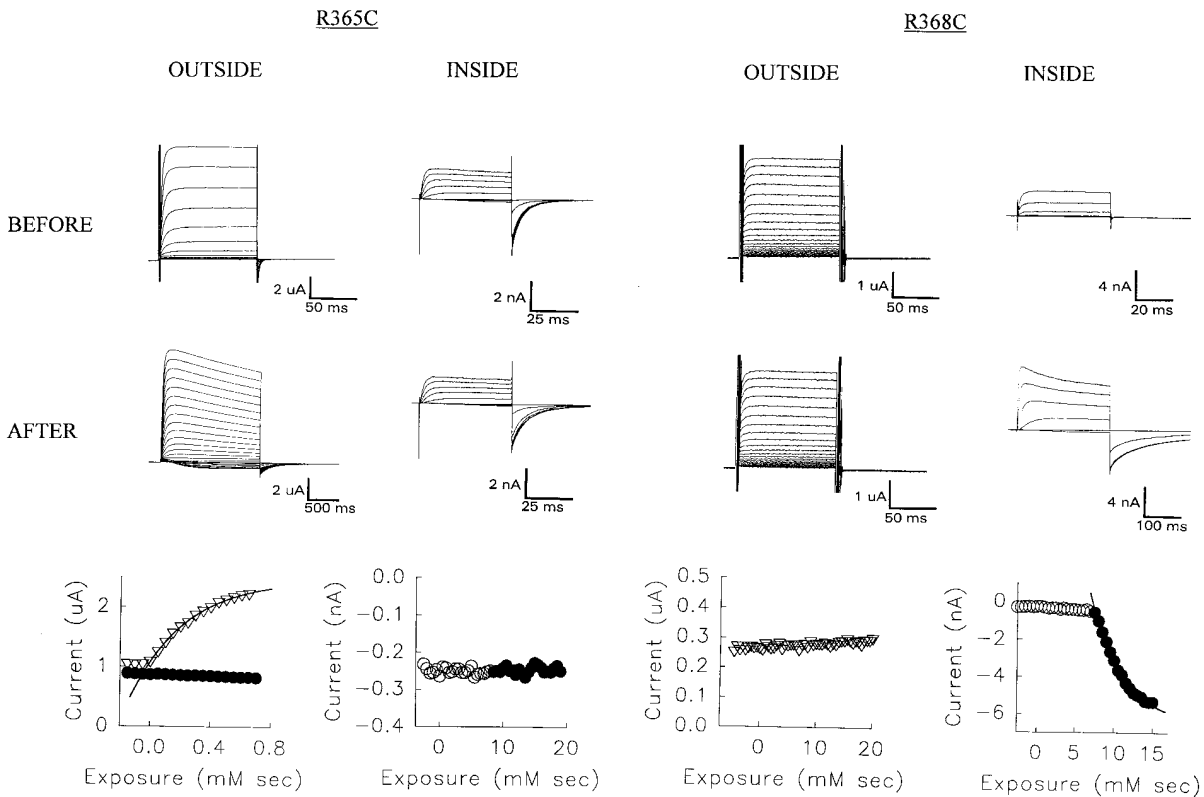 R365C R368C
OUTSIDE INSIDE OUTSIDE INSIDE
BEFORE
2 uA
50 ms
2 nA
25 ms
1 uA
50 ms
4 nA
20 ms
AFTER
2 uA
500 ms
2 nA
25 ms
1 uA
50 ms
4 nA
100 ms
Current (uA)
2
1
0
0.0 0.4 0.8
Exposure (mM sec)
Current (nA)
0.0
−0.1
−0.2
−0.3
−0.4
0 10 20
Exposure (mM sec)
Current (uA)
0.5
0.4
0.3
0.2
0.1
0.0
0 10 20
Exposure (mM sec)
Current (nA)
0
−2
−4
−6
0 5 10 15
Exposure (mM sec)